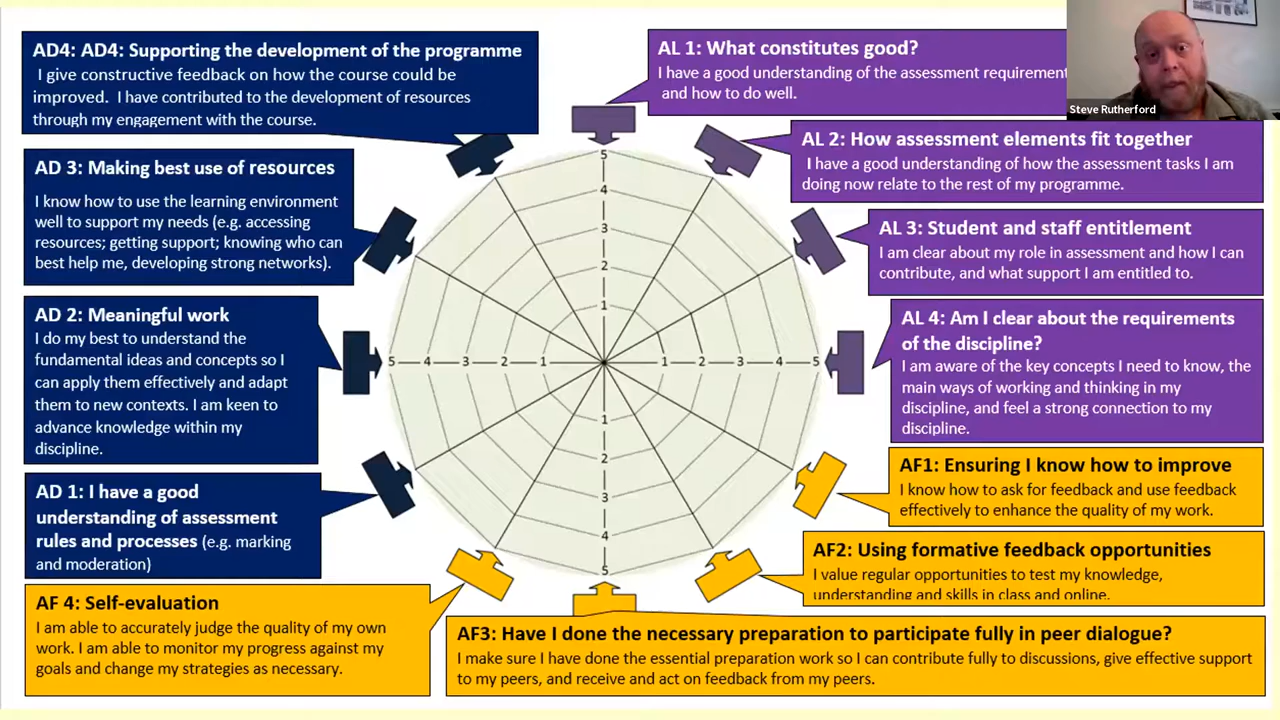 AD4: AD4: Supporting the development of the programme
I give constructive feedback on how the course could be
improved. I have contributed to the development of resources
through my engagement with the course.
AL 1: What constitutes good?
I have a good understanding of the assessment requirement
and how to do well.
Steve Rutherford
AL 2: How assessment elements fit together
I have a good understanding of how the assessment tasks I am
doing now relate to the rest of my programme.
AD 3: Making best use of resources
I know how to use the learning environment
well to support my needs (e.g. accessing
resources; getting support; knowing who can
best help me, developing strong networks).
AL 3: Student and staff entitlement
I am clear about my role in assessment and how I can
contribute, and what support I am entitled to.
AD 2: Meaningful work
I do my best to understand the
fundamental ideas and concepts so I
can apply them effectively and adapt
them to new contexts. I am keen to
advance knowledge within my
discipline.
5
4
3
2
1
5 4 3 2 1 1 2 3 4 5
1
2
3
4
5
AL 4: Am I clear about the requirements
of the discipline?
I am aware of the key concepts I need to know, the
main ways of working and thinking in my
discipline, and feel a strong connection to my
discipline.
AD 1: I have a good
understanding of assessment
rules and processes (e.g. marking
and moderation)
AF1: Ensuring I know how to improve
I know how to ask for feedback and use feedback
effectively to enhance the quality of my work.
AF2: Using formative feedback opportunities
I value regular opportunities to test my knowledge,
understanding and skills in class and online.
AF 4: Self-evaluation
I am able to accurately judge the quality of my own
work. I am able to monitor my progress against my
goals and change my strategies as necessary.
AF3: Have I done the necessary preparation to participate fully in peer dialogue?
I make sure I have done the essential preparation work so I can contribute fully to discussions, give effective support
to my peers, and receive and act on feedback from my peers.